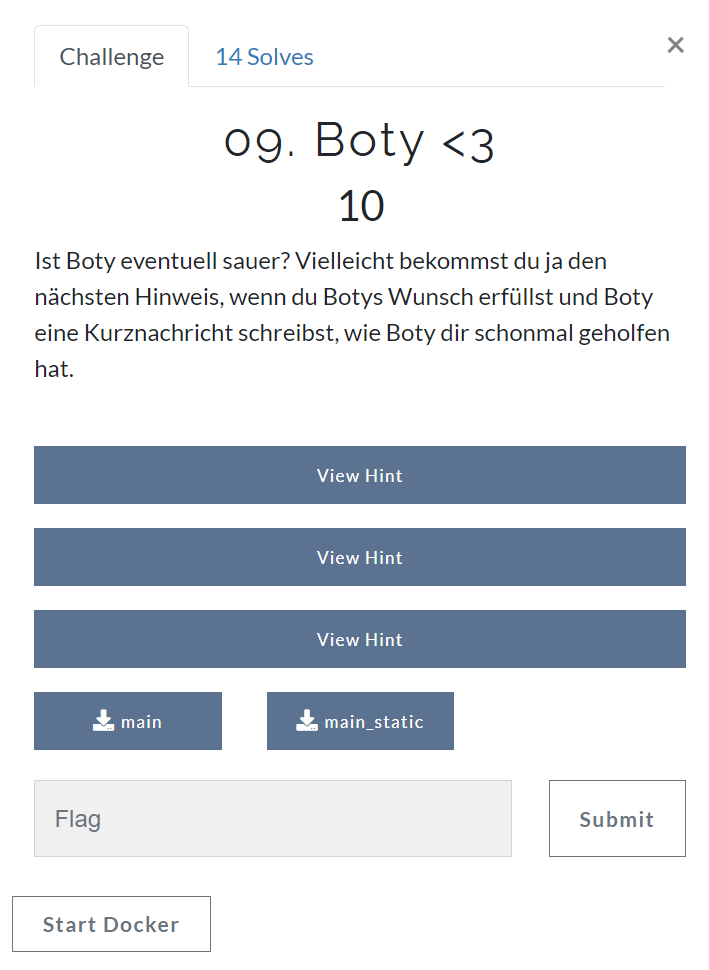 Challenge
14 Solves
×
09. Boty <3
10
Ist Boty eventuell sauer? Vielleicht bekommst du ja den
nächsten Hinweis, wenn du Botys Wunsch erfüllst und Boty
eine Kurznachricht schreibst, wie Boty dir schonmal geholfen
hat.
View Hint
View Hint
View Hint
main
main_static
Flag
Submit
Start Docker